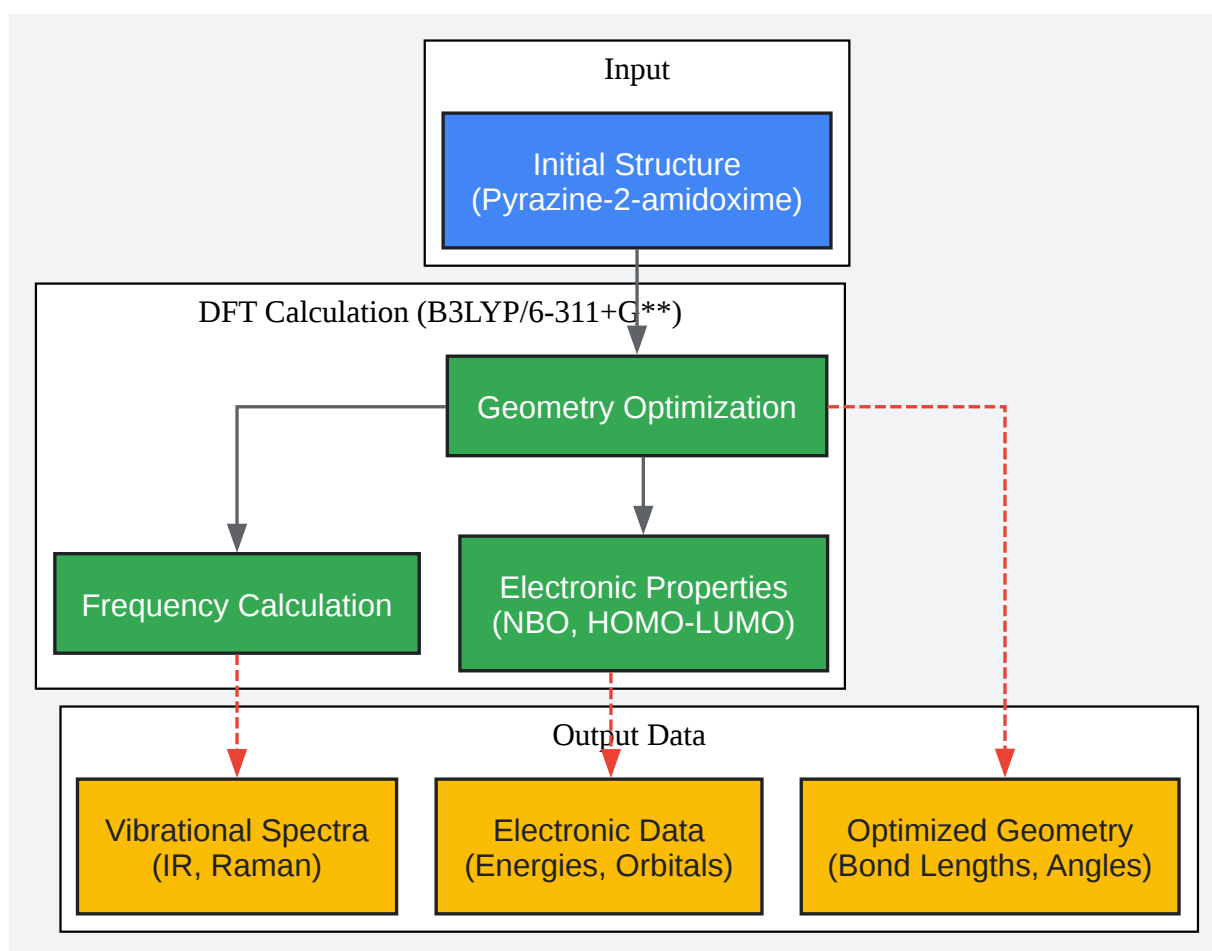 Input
Initial Structure
(Pyrazine-2-amidoxime)
DFT Calculation (B3LYP/6-311+G**)
Geometry Optimization
Frequency Calculation
Electronic Properties
(NBO, HOMO-LUMO)
Output Data
Vibrational Spectra
(IR, Raman)
Electronic Data
(Energies, Orbitals)
Optimized Geometry
(Bond Lengths, Angles)